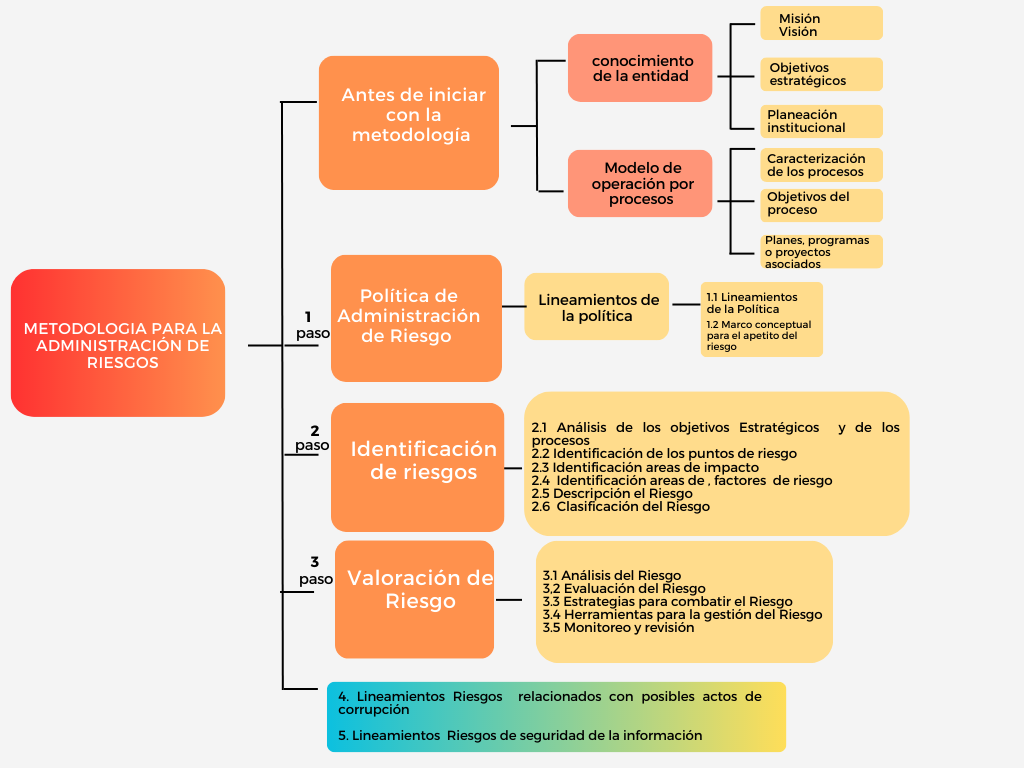 METODOLOGIA PARA LA
ADMINISTRACIÓN DE
RIESGOS
Antes de iniciar
con la
metodología
conocimiento
de la entidad
Misión
Visión
Objetivos
estratégicos
Planeación
institucional
Modelo de
operación por
procesos
Caracterización
de los procesos
Objetivos del
proceso
Planes, programas
o proyectos
asociados
1
paso
Política de
Administración
de Riesgo
Lineamientos de
la política
1.1 Lineamientos
de la Política
1.2 Marco conceptual
para el apetito del
riesgo
2
paso
Identificación
de riesgos
2.1 Análisis de los objetivos Estratégicos y de los
procesos
2.2 Identificación de los puntos de riesgo
2.3 Identificación areas de impacto
2.4 Identificación areas de , factores de riesgo
2.5 Descripción el Riesgo
2.6 Clasificación del Riesgo
3
paso
Valoración de
Riesgo
3.1 Análisis del Riesgo
3,2 Evaluación del Riesgo
3.3 Estrategias para combatir el Riesgo
3.4 Herramientas para la gestión del Riesgo
3.5 Monitoreo y revisión
4. Lineamientos Riesgos relacionados con posibles actos de
corrupción
5. Lineamientos Riesgos de seguridad de la información